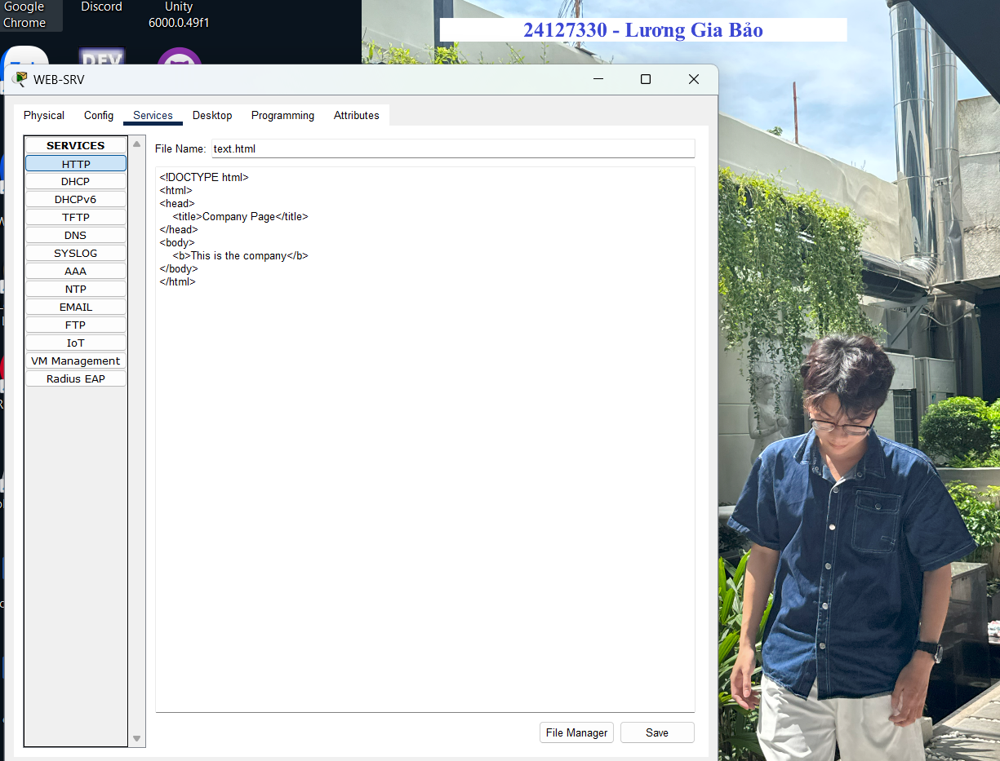 Google
Chrome
Discord
Unity
6000.0.49f1
24127330 - Lương Gia Bảo
DEV
WEB-SRV
Physical Config Services Desktop Programming Attributes
SERVICES
HTTP
DHCP
DHCPv6
TFTP
DNS
SYSLOG
AAA
NTP
EMAIL
FTP
IoT
VM Management
Radius EAP
File Name: text.html
<!DOCTYPE html>
<html>
<head>
<title>Company Page</title>
</head>
<body>
<b>This is the company</b>
</body>
</html>
File Manager Save